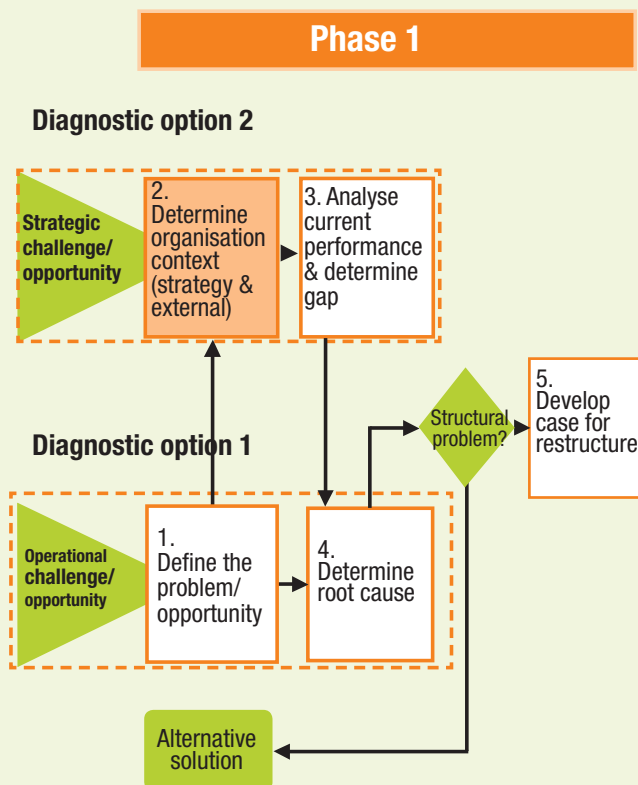 Phase 1
Diagnostic option 2
Strategic
challenge/
opportunity
2.
Determine
organisation
context
(strategy &
external)
3. Analyse
current
performance
& determine
gap
Structural
problem?
5.
Develop
case for
restructure
Diagnostic option 1
Operational
challenge/
opportunity
1.
Define the
problem/
opportunity
4.
Determine
root cause
Alternative
solution